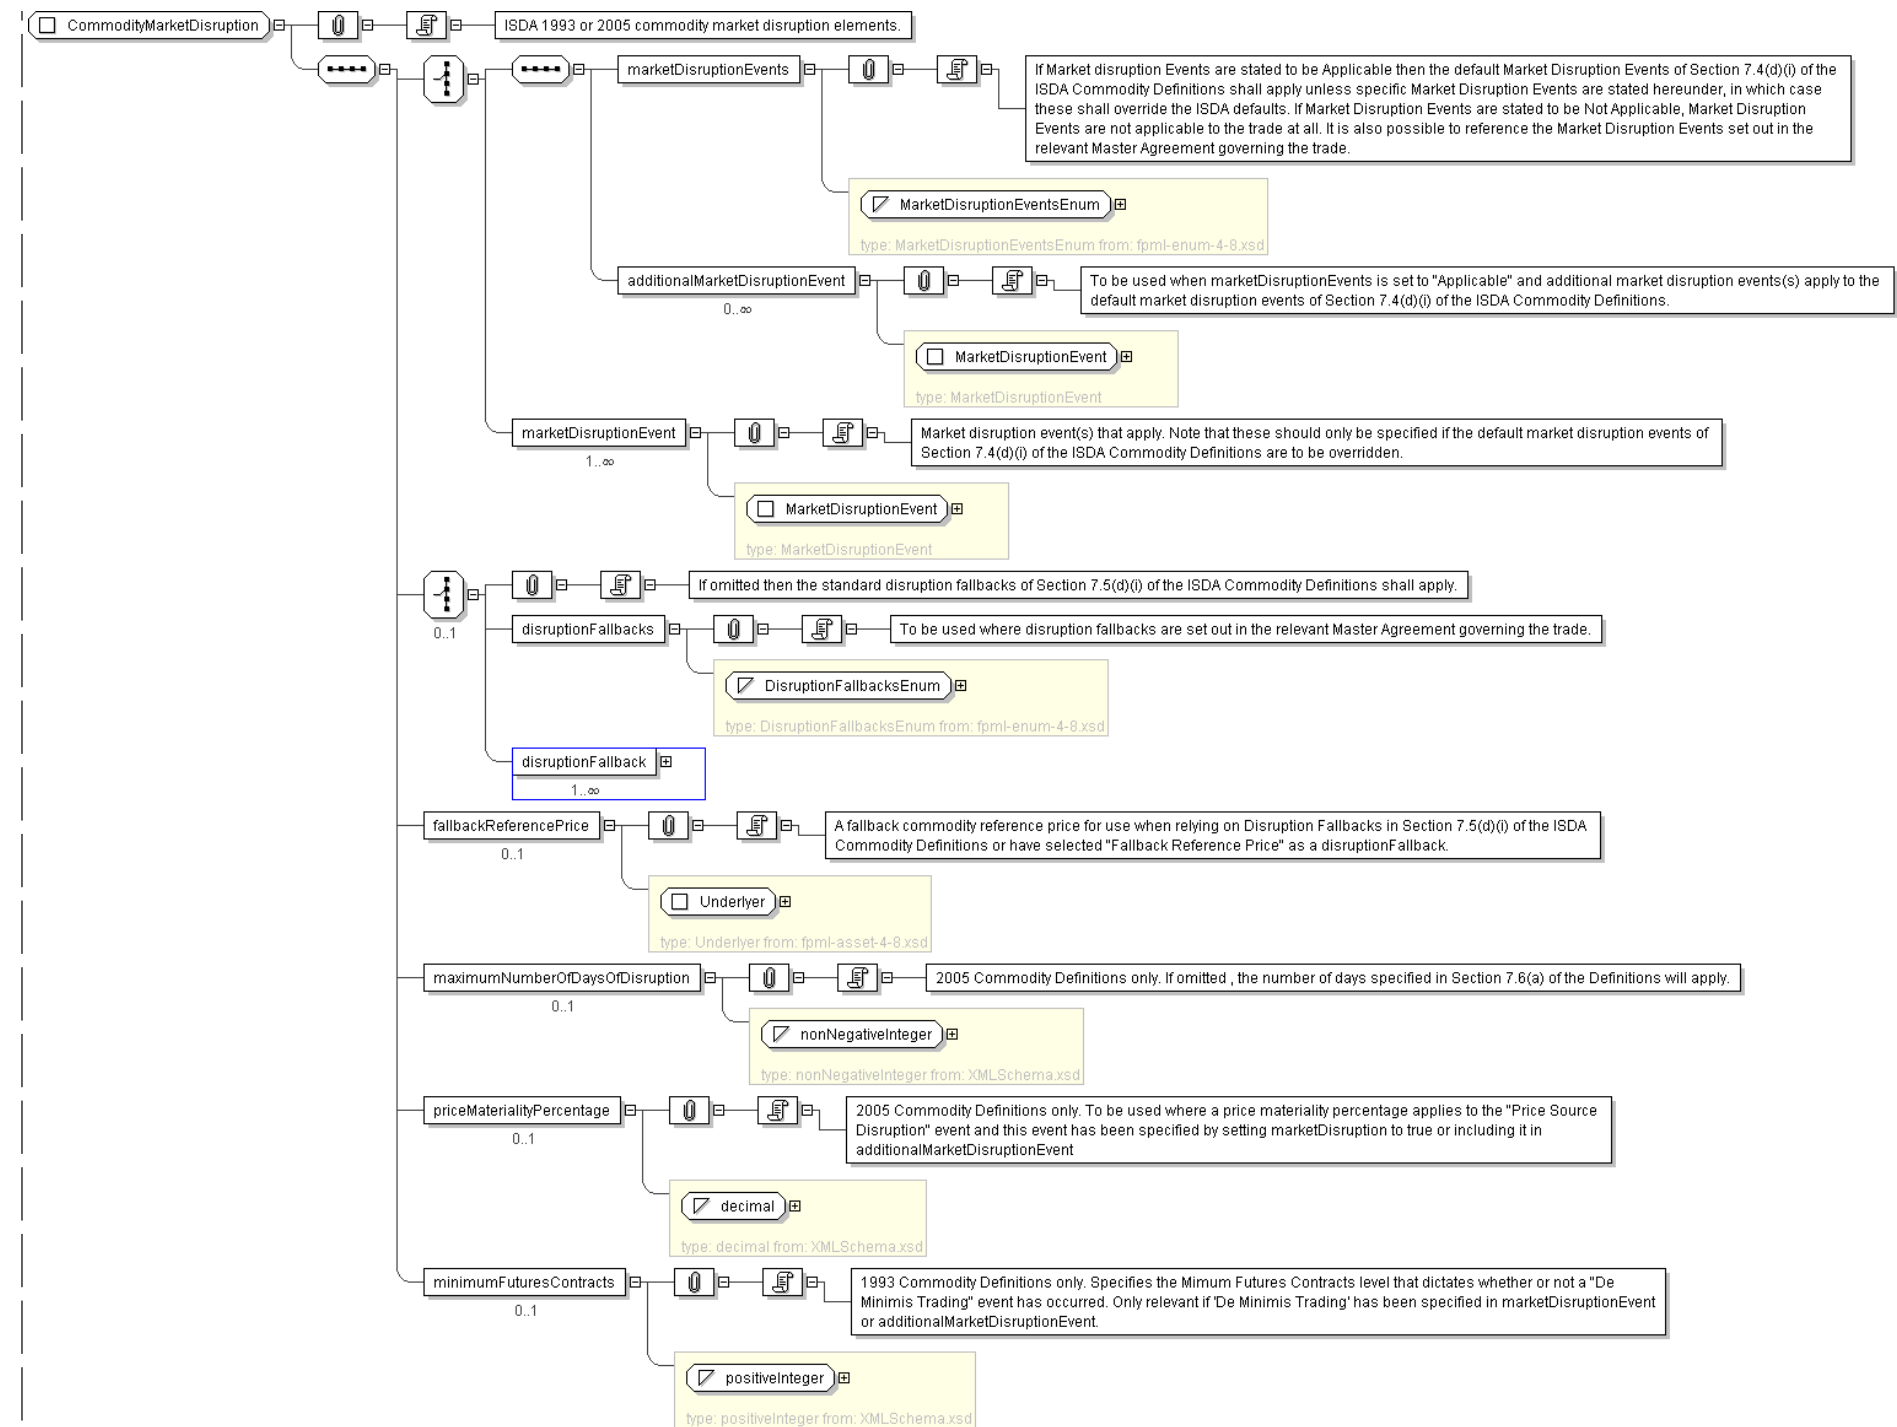 CommodityMarketDisruption
ISDA 1993 or 2005 commodity market disruption elements.
marketDisruptionEvents
If Market disruption Events are stated to be Applicable then the default Market Disruption Events of Section 7.4(d)(i) of the
ISDA Commodity Definitions shall apply unless specific Market Disruption Events are stated hereunder, in which case
these shall override the ISDA defaults. If Market Disruption Events are stated to be Not Applicable, Market Disruption
Events are not applicable to the trade at all. It is also possible to reference the Market Disruption Events set out in the
relevant Master Agreement governing the trade.
MarketDisruptionEventsEnum
type: MarketDisruptionEventsEnum from: fpml-enum-4-8.xsd
additionalMarketDisruptionEvent
0..∞
To be used when marketDisruptionEvents is set to "Applicable" and additional market disruption events(s) apply to the
default market disruption events of Section 7.4(d)(i) of the ISDA Commodity Definitions.
MarketDisruptionEvent
type: MarketDisruptionEvent
marketDisruptionEvent
1..∞
Market disruption event(s) that apply. Note that these should only be specified if the default market disruption events of
Section 7.4(d)(i) of the ISDA Commodity Definitions are to be overridden.
MarketDisruptionEvent
type: MarketDisruptionEvent
0..1
If omitted then the standard disruption fallbacks of Section 7.5(d)(i) of the ISDA Commodity Definitions shall apply.
disruptionFallbacks
To be used where disruption fallbacks are set out in the relevant Master Agreement governing the trade.
DisruptionFallbacksEnum
type: DisruptionFallbacksEnum from: fpml-enum-4-8.xsd
disruptionFallback
1..∞
fallbackReferencePrice
0..1
A fallback commodity reference price for use when relying on Disruption Fallbacks in Section 7.5(d)(i) of the ISDA
Commodity Definitions or have selected "Fallback Reference Price" as a disruptionFallback.
Underlyer
type: Underlyer from: fpml-asset-4-8.xsd
maximumNumberOfDaysOfDisruption
0..1
2005 Commodity Definitions only. If omitted , the number of days specified in Section 7.6(a) of the Definitions will apply.
nonNegativeInteger
type: nonNegativeInteger from: XMLSchema.xsd
priceMaterialityPercentage
0..1
2005 Commodity Definitions only. To be used where a price materiality percentage applies to the "Price Source
Disruption" event and this event has been specified by setting marketDisruption to true or including it in
additionalMarketDisruptionEvent
decimal
type: decimal from: XMLSchema.xsd
minimumFuturesContracts
0..1
1993 Commodity Definitions only. Specifies the Mimum Futures Contracts level that dictates whether or not a "De
Minimis Trading" event has occurred. Only relevant if 'De Minimis Trading' has been specified in marketDisruptionEvent
or additionalMarketDisruptionEvent.
positiveInteger
type: positiveInteger from: XMLSchema.xsd